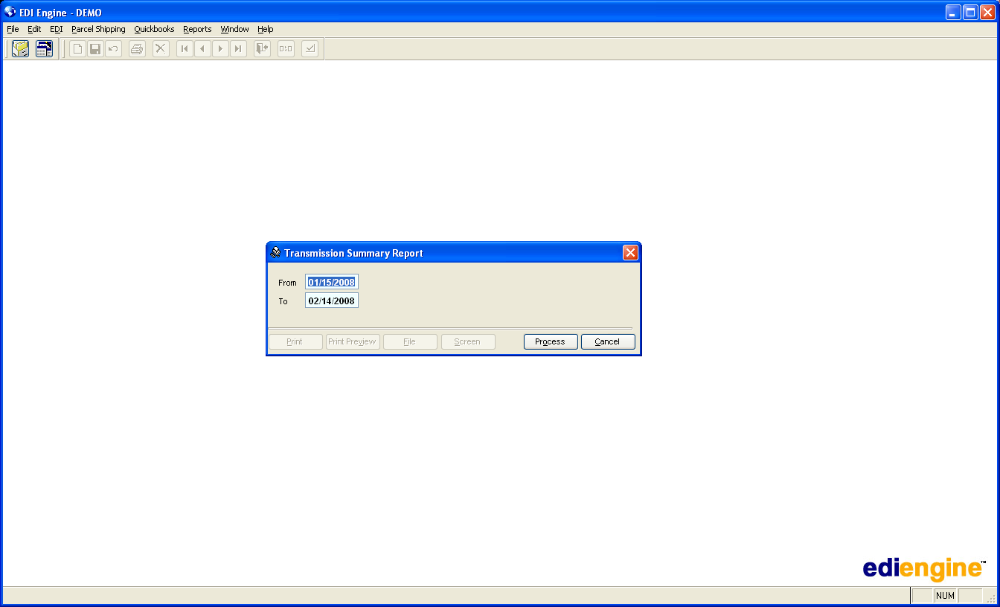 EDI Engine - DEMO
File Edit EDI Parcel Shipping Quickbooks Reports Window Help
Transmission Summary Report
From 01/15/2008
To 02/14/2008
Print Print Preview File Screen Process Cancel
ediengine™
NUM